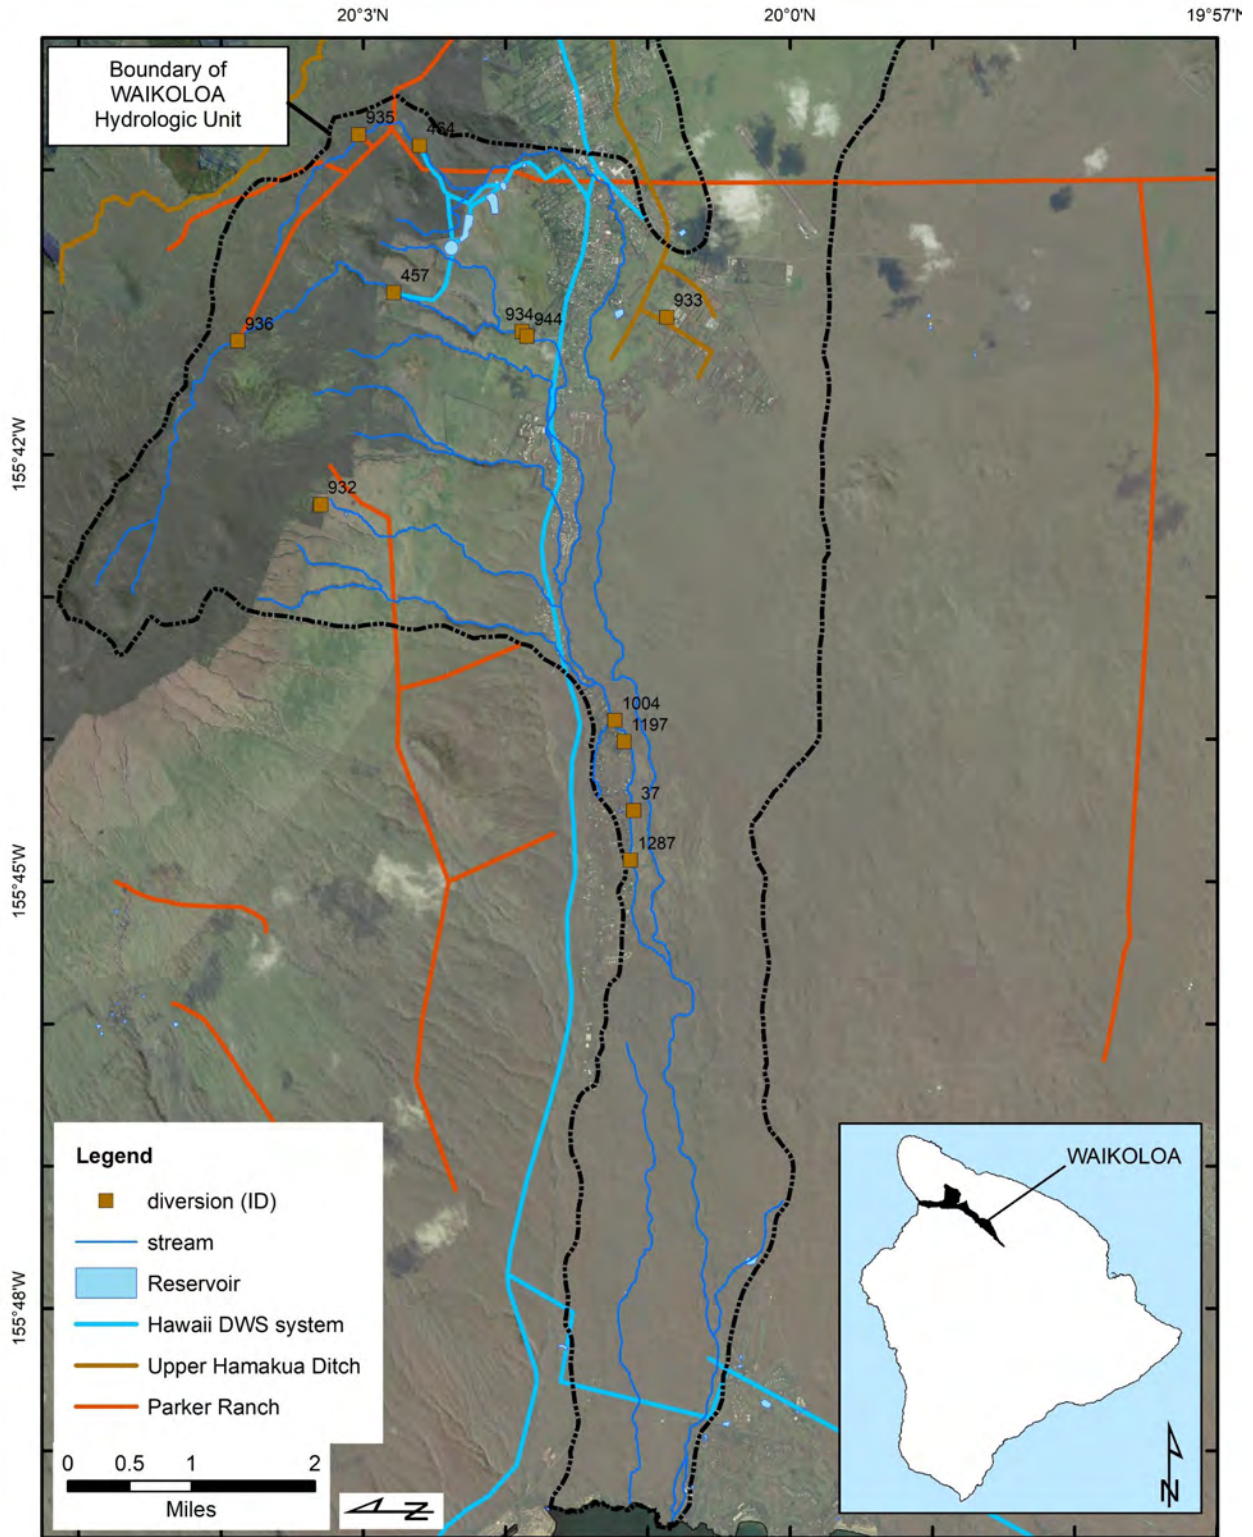 20°3'N
20°0'N
19°57'N
Boundary of
WAIKOLOA
Hydrologic Unit
935
464
457
936
934
944
933
155°42'W
932
1004
1197
37
1287
155°45'W
155°48'W
Legend
diversion (ID)
stream
Reservoir
Hawaii DWS system
Upper Hamakua Ditch
Parker Ranch
0
0.5
1
2
Miles
N
WAIKOLOA
N